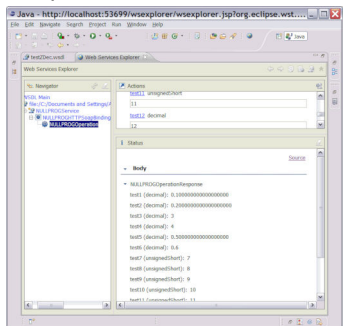 Java - http://localhost:53699/wsexplorer/wsexplorer.jsp?org.eclipse.wst....
File Edit Navigate Search Project Run Window Help
Java
test2Dec.wsdl
Web Services Explorer
Web Services Explorer
Navigator
WSDL Main
file:/C:/Documents and Settings/
NULLPROGService
NULLPROGHTTPSoapBinding
NULLPROGOperation
Actions
test11 unsignedShort
11
test12 decimal
12
Status
Source
Body
NULLPROGOperationResponse
test1 (decimal): 0.10000000000000000
test2 (decimal): 0.20000000000000000
test3 (decimal): 3
test4 (decimal): 4
test5 (decimal): 0.50000000000000000
test6 (decimal): 0.6
test7 (unsignedShort): 7
test8 (unsignedShort): 8
test9 (unsignedShort): 9
test10 (unsignedShort): 10
test11 (unsignedShort): 11